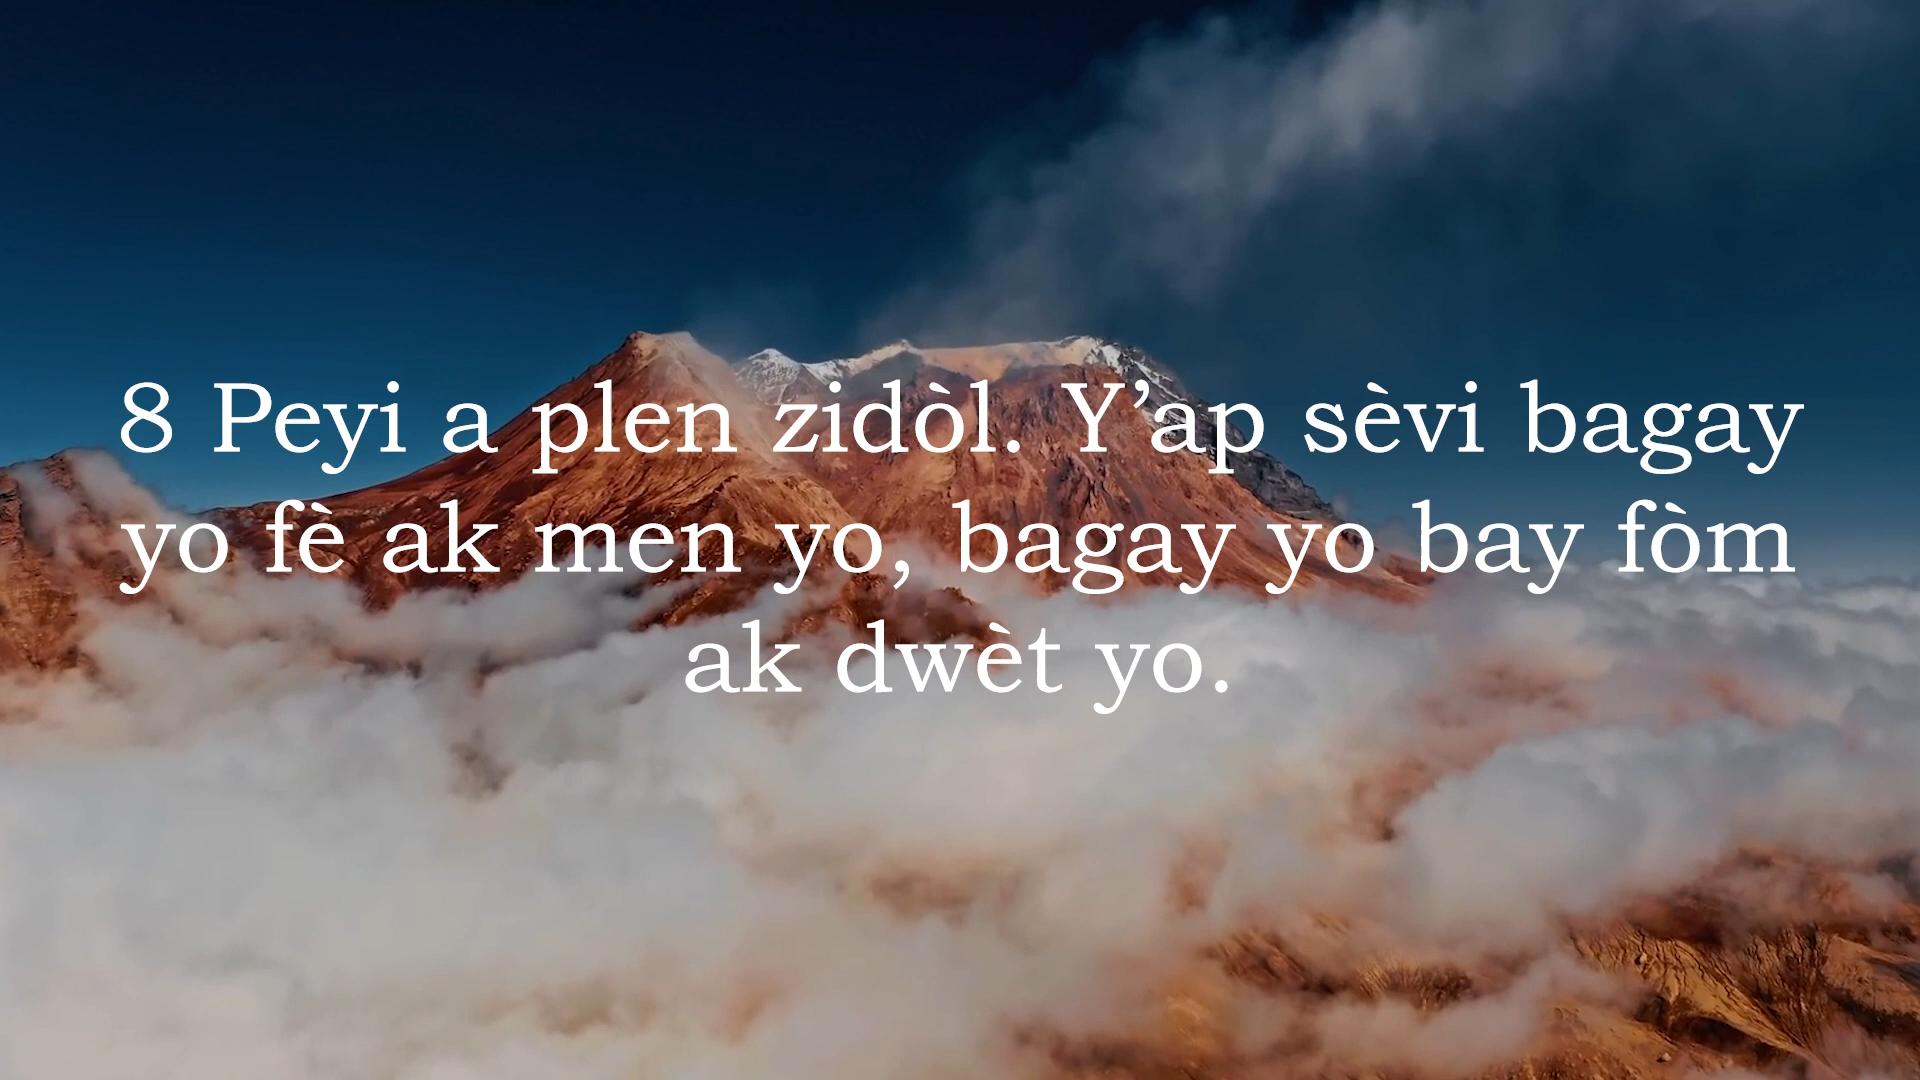 8 Peyi a plen zidòl. Y’ap sèvi bagay
yo fè ak men yo, bagay yo bay fòm
ak dwèt yo.